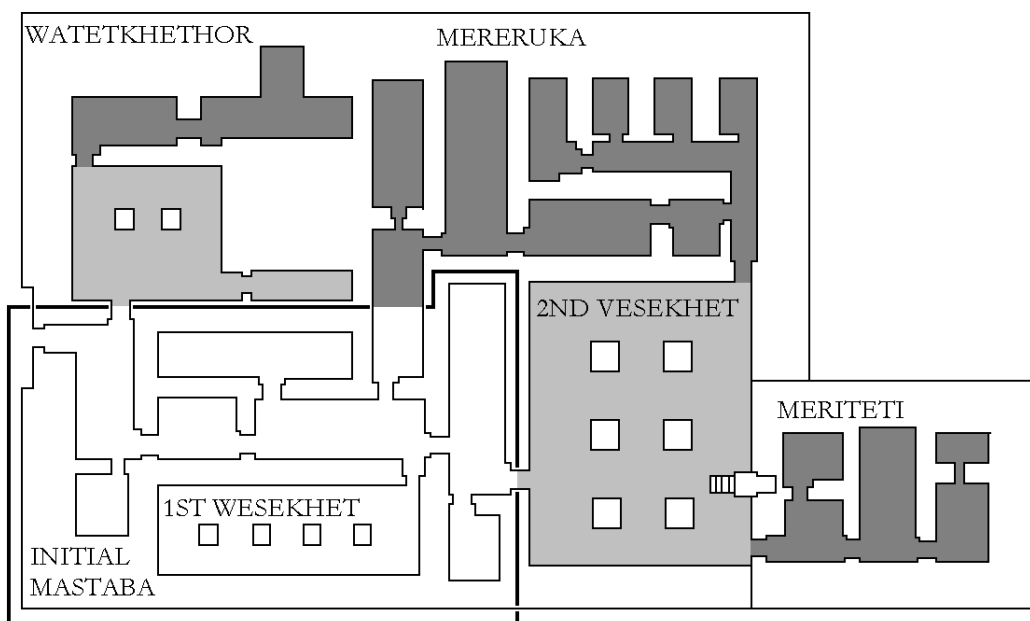 WATETKHETHOR
MERERUKA
2ND VESEKHET
MERITETI
1ST WESEKHET
INITIAL
MASTABA